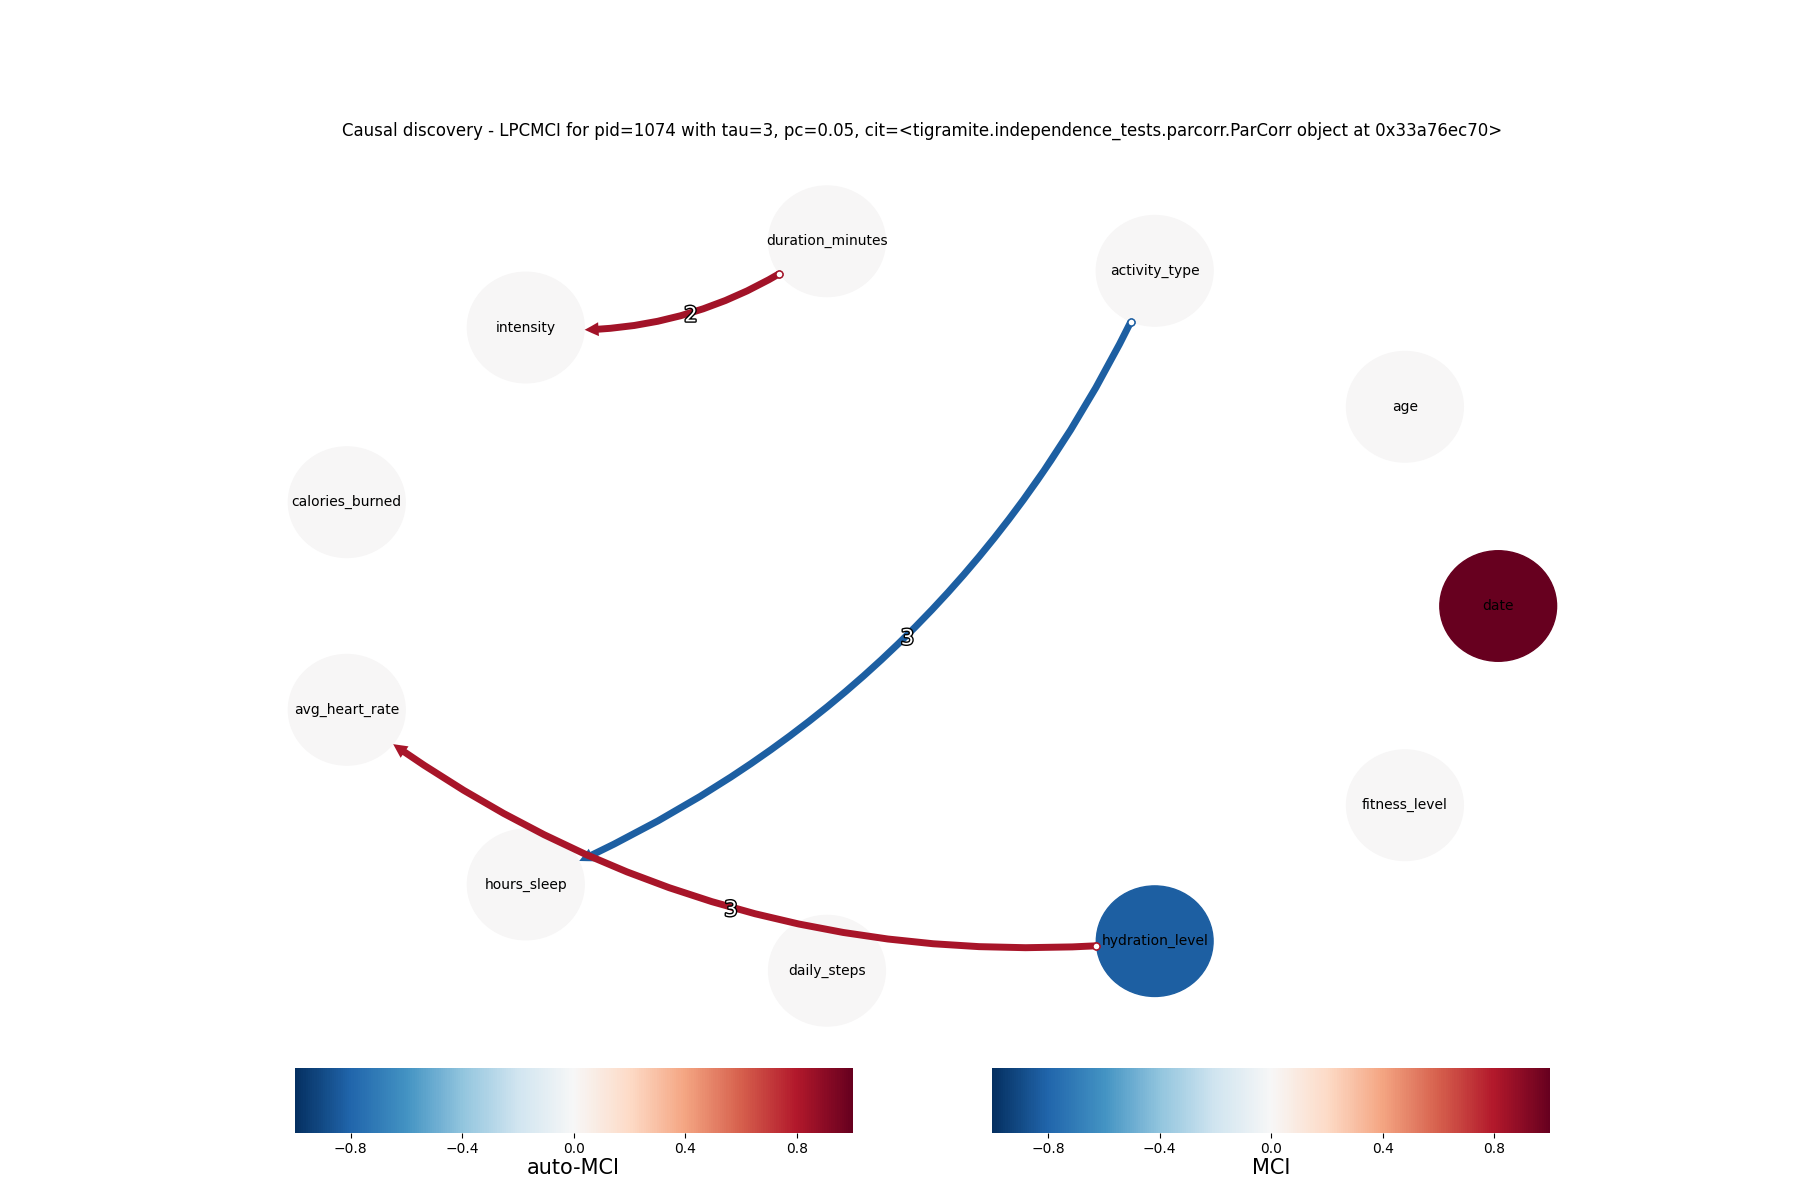 Causal discovery - LPCMCI for pid=1074 with tau=3, pc=0.05, cit=<tigramite.independence_tests.parcorr.ParCorr object at 0x33a76ec70>
duration_minutes
activity_type
intensity
2
age
calories_burned
date
3
avg_heart_rate
fitness_level
hours_sleep
3
hydration_level
daily_steps
−0.8 −0.4 0.0 0.4 0.8
auto-MCI
−0.8 −0.4 0.0 0.4 0.8
MCI